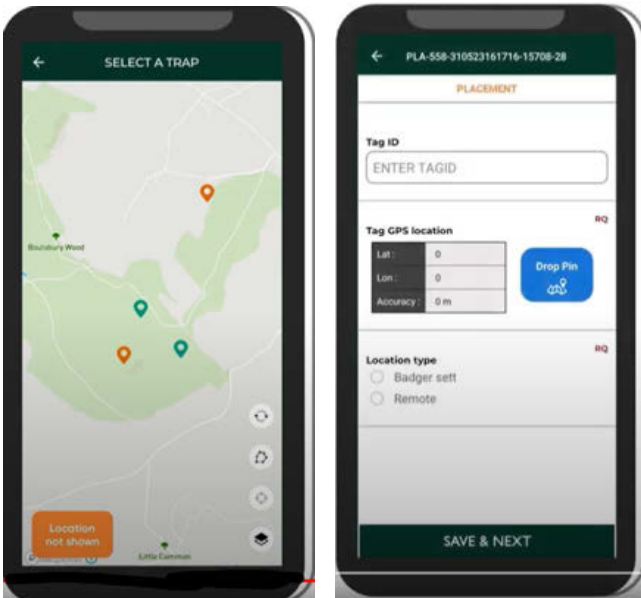 SELECT A TRAP
Boulsbury Wood
Location
not shown
Little Common
PLA-558-310523161716-15708-28
PLACEMENT
Tag ID
ENTER TAGID
RQ
Tag GPS location
Lat : 0
Lon : 0
Accuracy : 0 m
Drop Pin
RQ
Location type
Badger sett
Remote
SAVE & NEXT